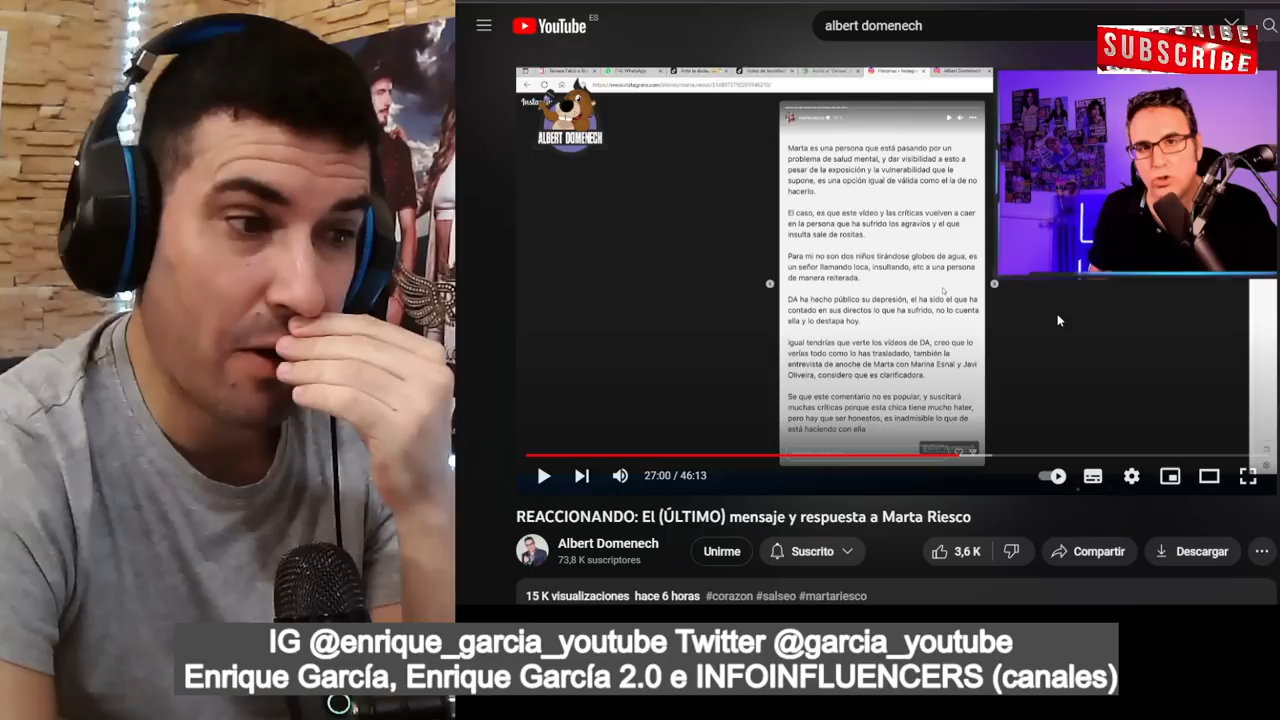 YouTube
ES
albert domenech
SUBSCRIBE
SUBSCRIBE
ALBERT DOMENECH
Marta es una persona que está pasando por un
problema de salud mental, y dar visibilidad a esto a
pesar de la exposición y la vulnerabilidad que le
supone, es una opción igual de válida como el la de no
hacerlo.
El caso, es que este vídeo y las críticas vuelven a caer
en la persona que ha sufrido los agravios y el que
insulta sale de rositas.
Para mi no son dos niños tirándose globos de agua, es
un señor llamando loca, insultando, etc a una persona
de manera reiterada.
DA ha hecho público su depresión, el ha sido el que ha
contado en sus directos lo que ha sufrido, no lo cuenta
ella y lo destapa hoy.
Igual tendrías que verte los vídeos de DA, creo que lo
verías todo como lo has trasladado, también la
entrevista de anoche de Marta con Marina Esnal y Javi
Oliveira, considero que es clarificadora.
Se que este comentario no es popular, y suscitará
muchas críticas porque esta chica tiene mucho hater,
pero hay que ser honestos, es inadmisible lo que de
está haciendo con ella
27:00 / 46:13
REACCIONANDO: El (ÚLTIMO) mensaje y respuesta a Marta Riesco
Albert Domenech
73,8 K suscriptores
Unirme
Suscrito
3,6 K
Compartir
Descargar
15 K visualizaciones hace 6 horas #corazon #salseo #martariesco
IG @enrique_garcia_youtube Twitter @garcia_youtube
Enrique García, Enrique García 2.0 e INFOINFLUENCERS (canales)